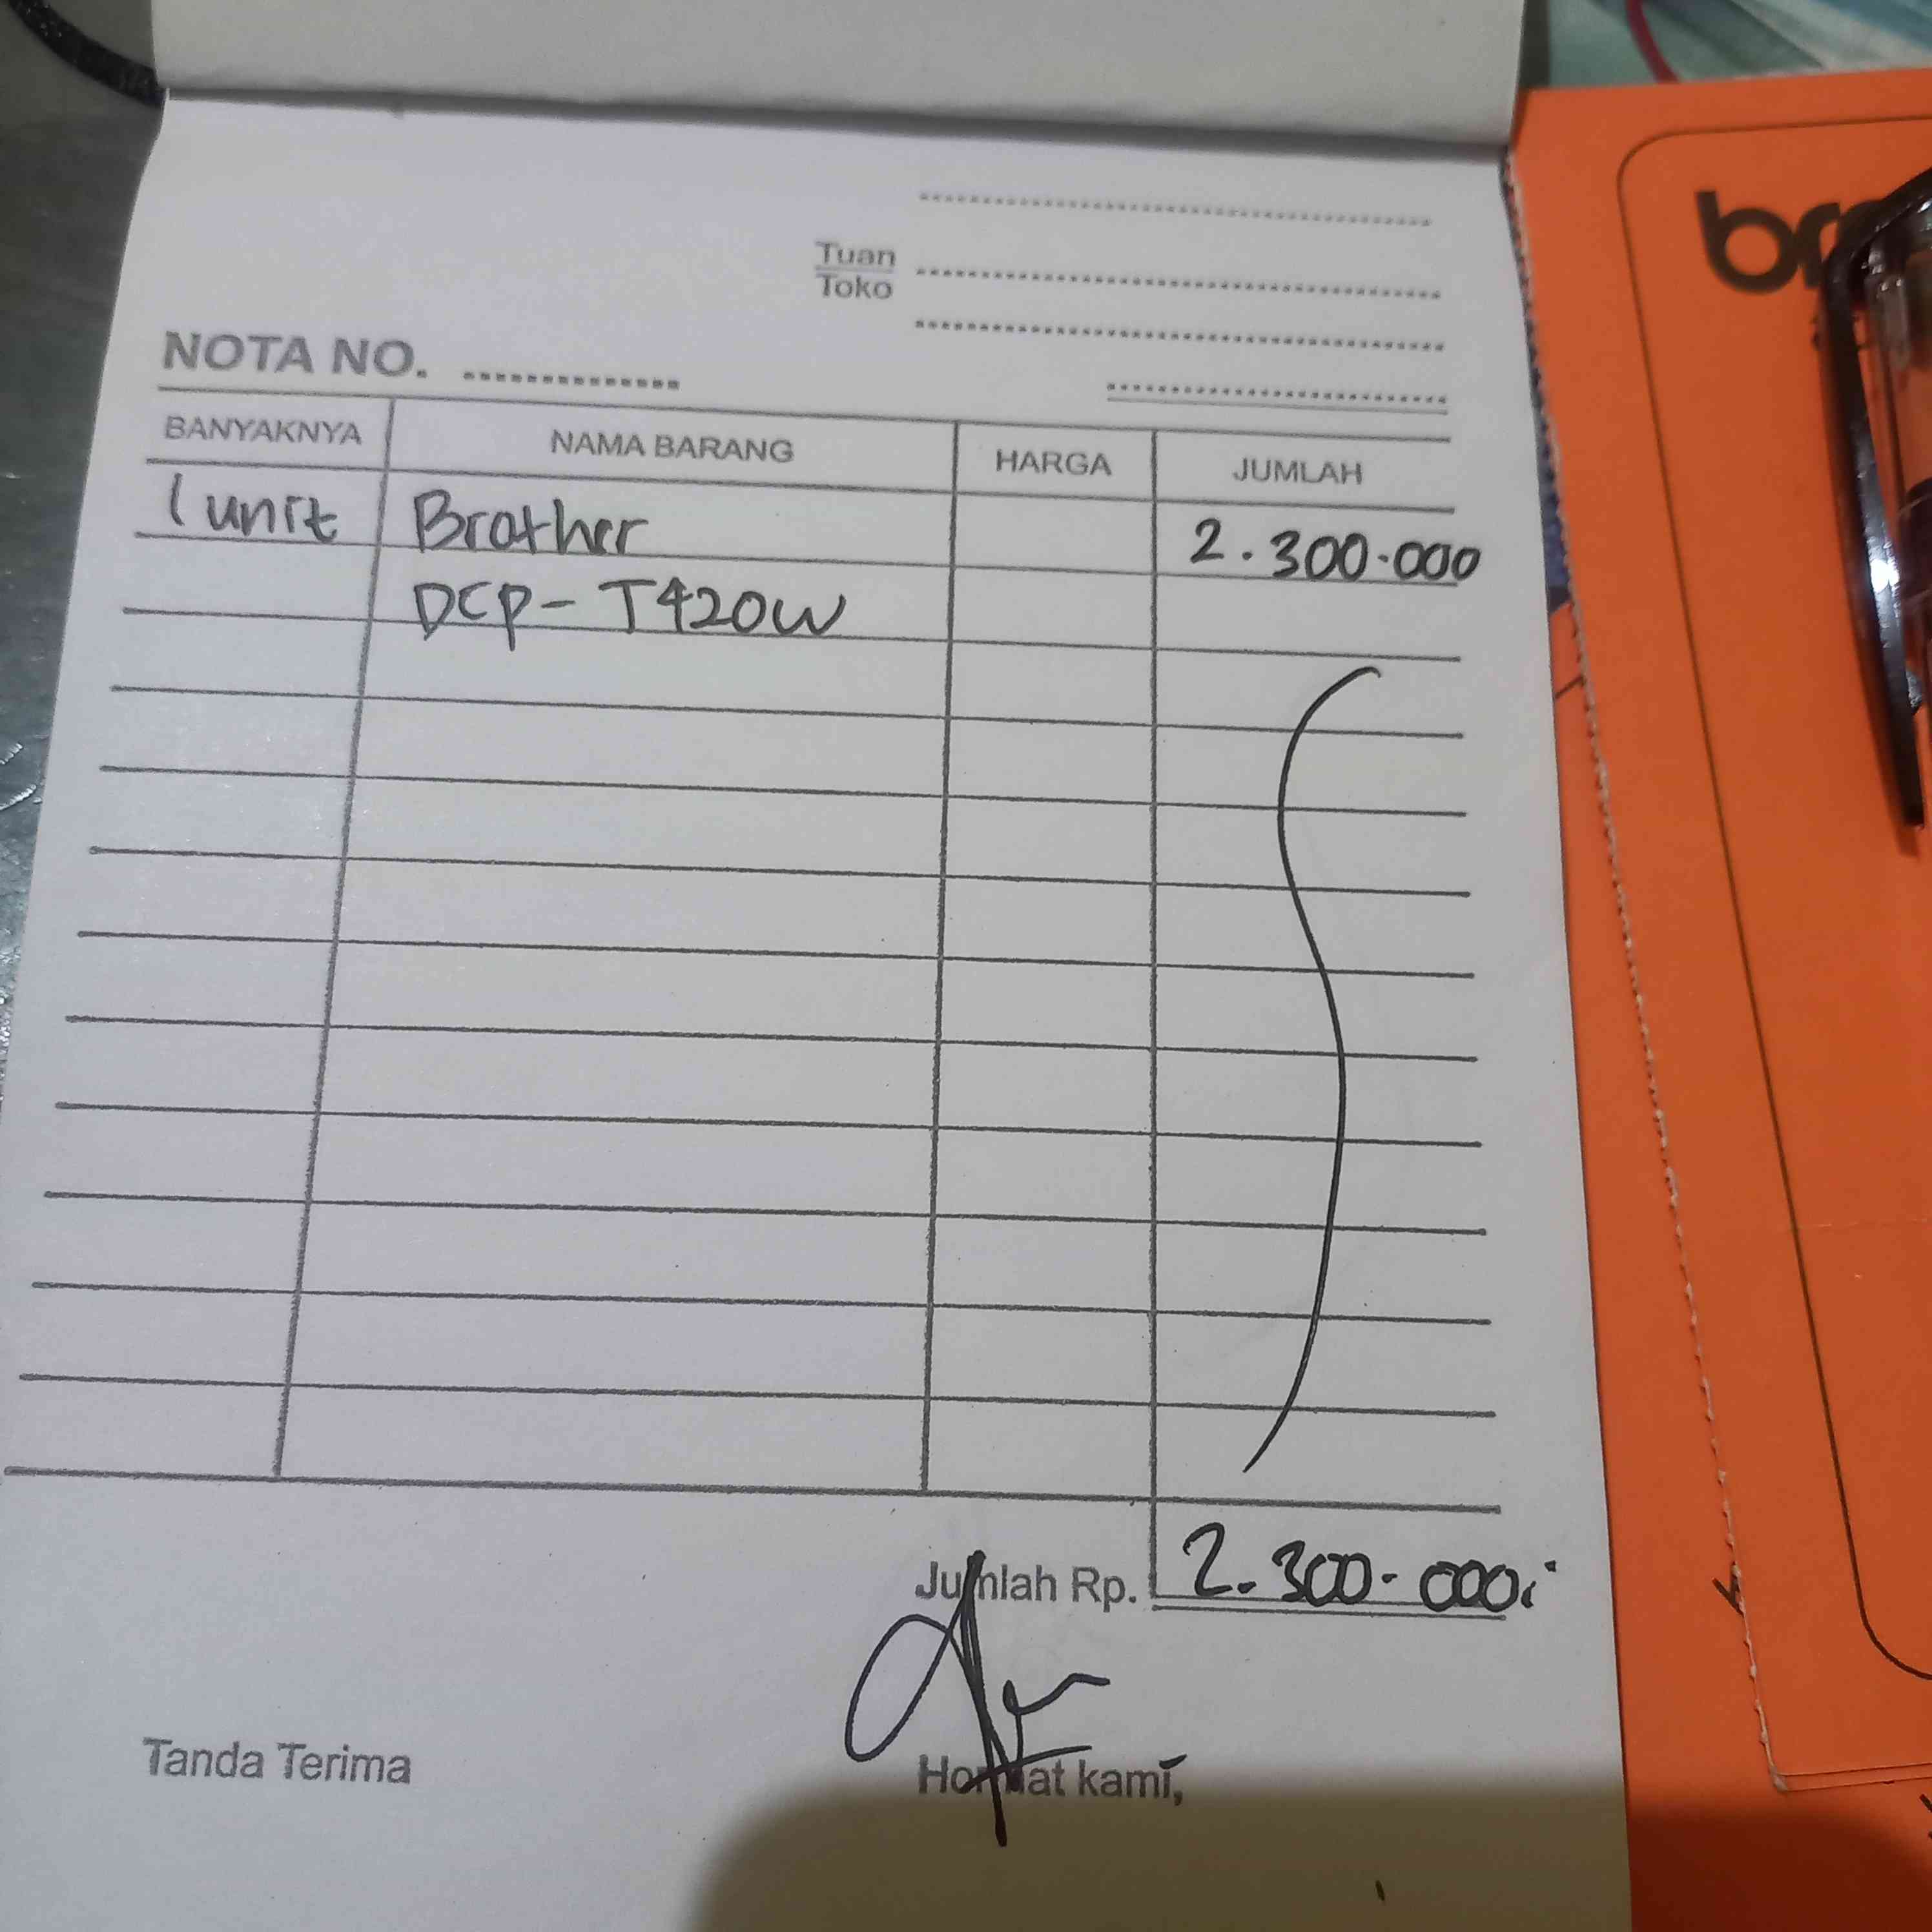 Tuan
Toko
NOTA NO.
BANYAKNYA NAMA BARANG HARGA JUMLAH
1 unit Brother 2.300.000
DCP-T420W
Jumlah Rp. 2.300.000,-
Tanda Terima Hormat kami,